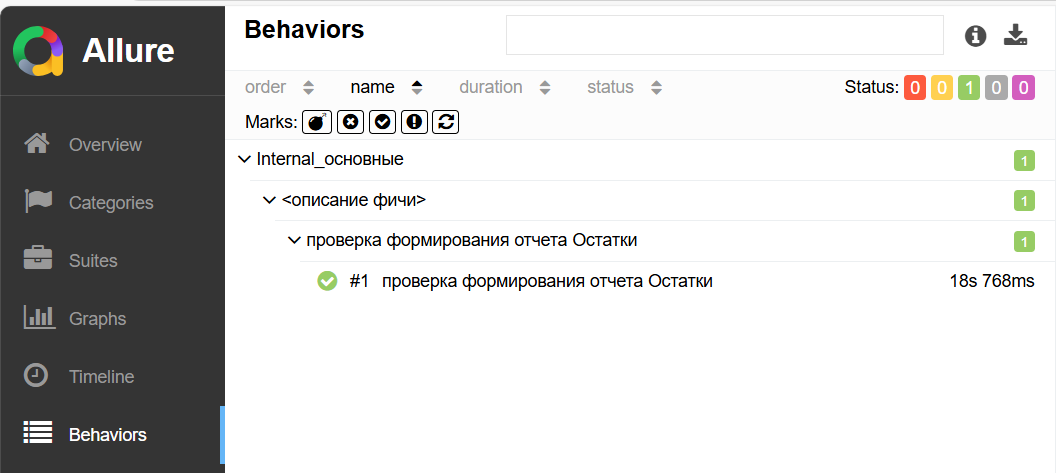 Allure
Overview
Categories
Suites
Graphs
Timeline
Behaviors
Behaviors
order name duration status Status: 0 0 1 0 0
Marks:
Internal_основные 1
<описание фичи> 1
проверка формирования отчета Остатки 1
#1 проверка формирования отчета Остатки 18s 768ms